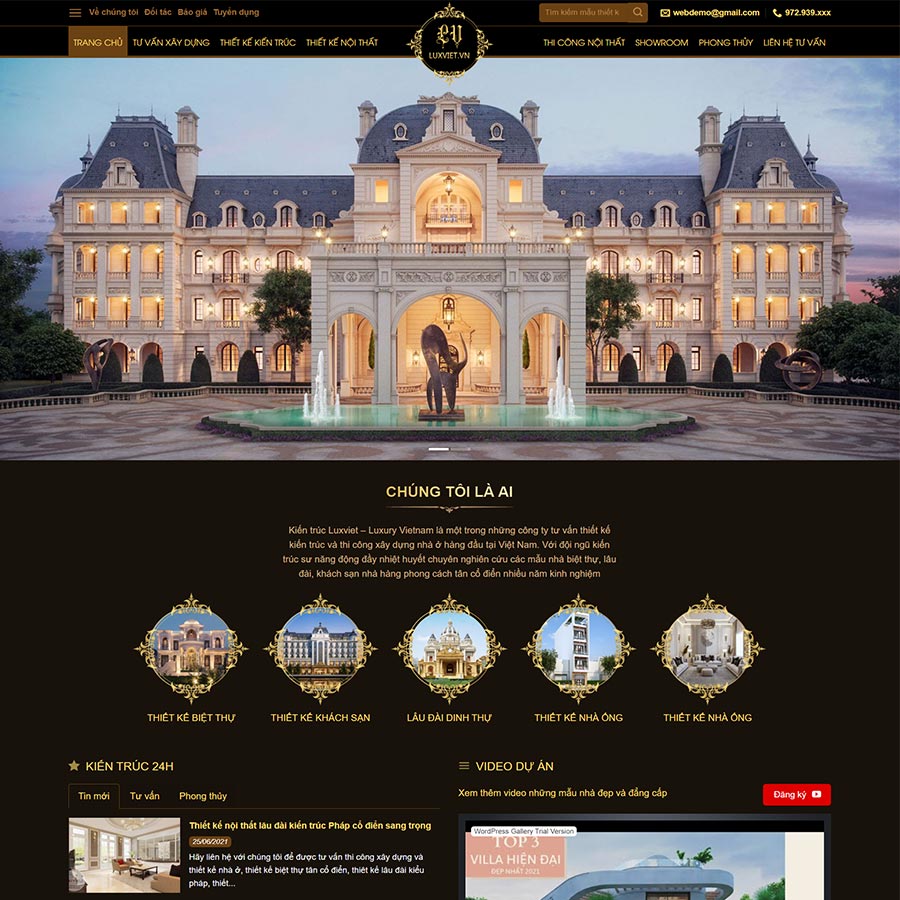 Về chúng tôi Đối tác Báo giá Tuyển dụng
Tìm kiếm mẫu thiết k
webdemo@gmail.com
972.939.xxx
TRANG CHỦ TƯ VẤN XÂY DỰNG THIẾT KẾ KIẾN TRÚC THIẾT KẾ NỘI THẤT
LV
LUXVIET.VN
THI CÔNG NỘI THẤT SHOWROOM PHONG THỦY LIÊN HỆ TƯ VẤN
CHÚNG TÔI LÀ AI
Kiến trúc Luxviet – Luxury Vietnam là một trong những công ty tư vấn thiết kế
kiến trúc và thi công xây dựng nhà ở hàng đầu tại Việt Nam. Với đội ngũ kiến
trúc sư năng động đầy nhiệt huyết chuyên nghiên cứu các mẫu nhà biệt thự, lâu
đài, khách sạn nhà hàng phong cách tân cổ điển nhiều năm kinh nghiệm
THIẾT KẾ BIỆT THỰ
THIẾT KẾ KHÁCH SẠN
LÂU ĐÀI DINH THỰ
THIẾT KẾ NHÀ ỐNG
THIẾT KẾ NHÀ ỐNG
KIẾN TRÚC 24H
Tin mới Tư vấn Phong thủy
Thiết kế nội thất lâu đài kiến trúc Pháp cổ điển sang trọng
25/06/2021
Hãy liên hệ với chúng tôi để được tư vấn thi công xây dựng và
thiết kế nhà ở, thiết kế biệt thự tân cổ điển, thiết kế lâu đài kiểu
pháp, thiết...
VIDEO DỰ ÁN
Xem thêm video những mẫu nhà đẹp và đẳng cấp
Đăng ký
WordPress Gallery Trial Version
TOP 3
VILLA HIỆN ĐẠI
ĐẸP NHẤT 2021